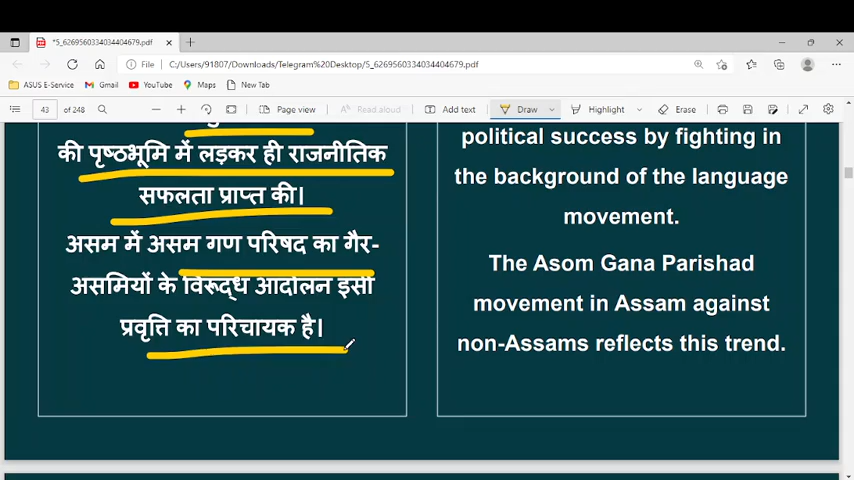 *5_6269560334034404679.pdf
File
C:/Users/91807/Downloads/Telegram%20Desktop/5_6269560334034404679.pdf
ASUS E-Service
Gmail
YouTube
Maps
New Tab
43
of 248
Page view
Read aloud
Add text
Draw
Highlight
Erase
की पृष्ठभूमि में लड़कर ही राजनीतिक
सफलता प्राप्त की।
असम में असम गण परिषद का गैर-
असमियों के विरूद्ध आदोलन इसी
प्रवृत्ति का परिचायक है।
political success by fighting in
the background of the language
movement.
The Asom Gana Parishad
movement in Assam against
non-Assams reflects this trend.